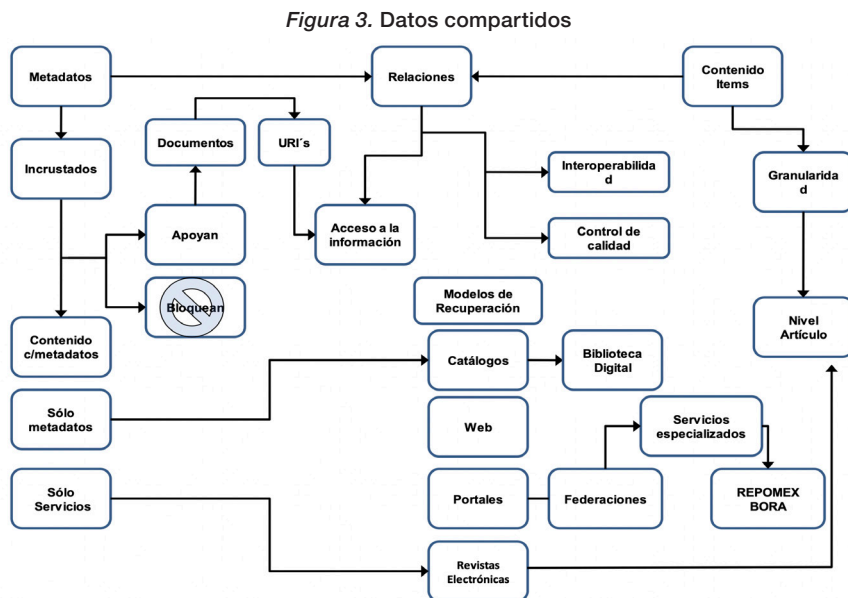 Figura 3. Datos compartidos
Metadatos
Relaciones
Contenido
Items
Incrustados
Documentos
URI´s
Interoperabilida
d
Granularida
d
Apoyan
Acceso a la
información
Control de
calidad
Bloquean
Modelos de
Recuperación
Nivel
Artículo
Contenido
c/metadatos
Catálogos
Biblioteca
Digital
Sólo
metadatos
Web
Servicios
especializados
Sólo
Servicios
Portales
Federaciones
REPOMEX
BORA
Revistas
Electrónicas